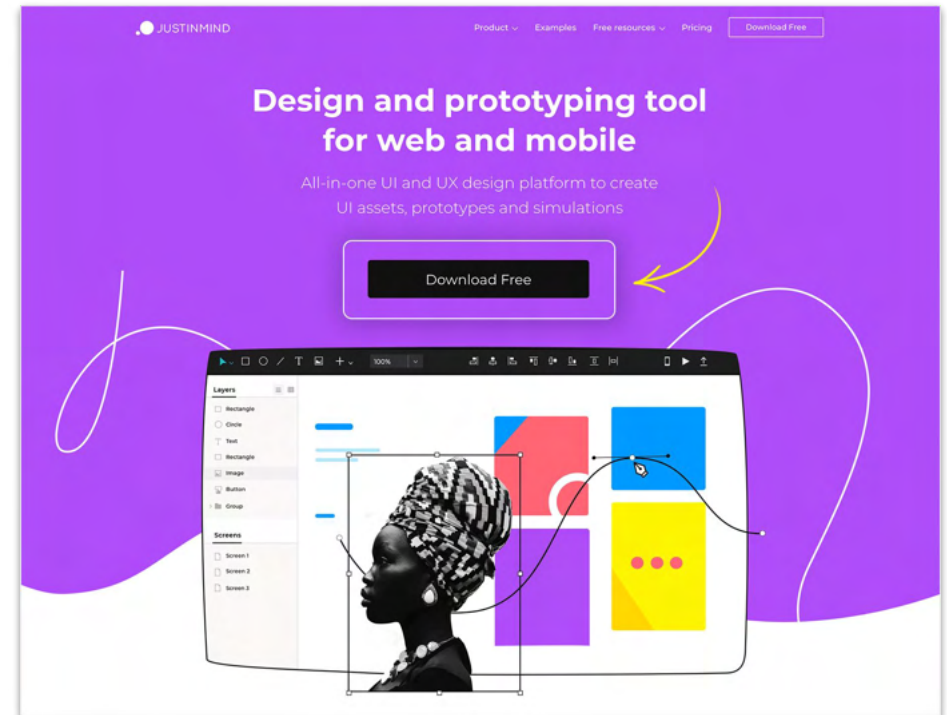 JUSTINMIND
Product
Examples
Free resources
Pricing
Download Free
Design and prototyping tool
for web and mobile
All-in-one UI and UX design platform to create
UI assets, prototypes and simulations
Download Free
T
100%
Layers
Rectangle
Circle
T Text
Rectangle
Image
Button
Group
Screens
Screen 1
Screen 2
Screen 3